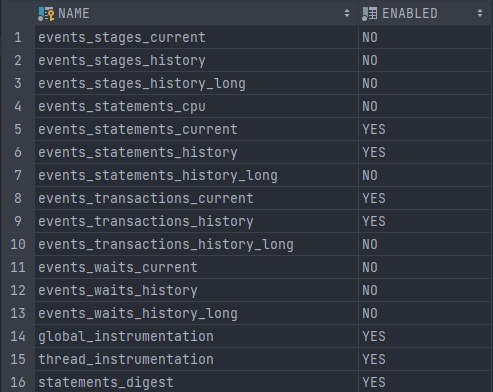 NAME ENABLED
1 events_stages_current NO
2 events_stages_history NO
3 events_stages_history_long NO
4 events_statements_cpu NO
5 events_statements_current YES
6 events_statements_history YES
7 events_statements_history_long NO
8 events_transactions_current YES
9 events_transactions_history YES
10 events_transactions_history_long NO
11 events_waits_current NO
12 events_waits_history NO
13 events_waits_history_long NO
14 global_instrumentation YES
15 thread_instrumentation YES
16 statements_digest YES